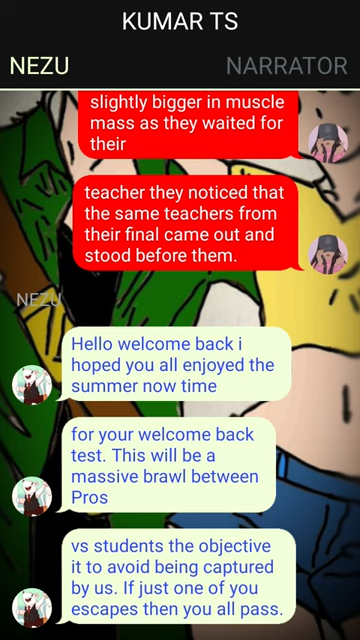 KUMAR TS
NEZU NARRATOR
slightly bigger in muscle
mass as they waited for
their
teacher they noticed that
the same teachers from
their final came out and
stood before them.
NEZU
Hello welcome back i
hoped you all enjoyed the
summer now time
for your welcome back
test. This will be a
massive brawl between
Pros
vs students the objective
it to avoid being captured
by us. If just one of you
escapes then you all pass.